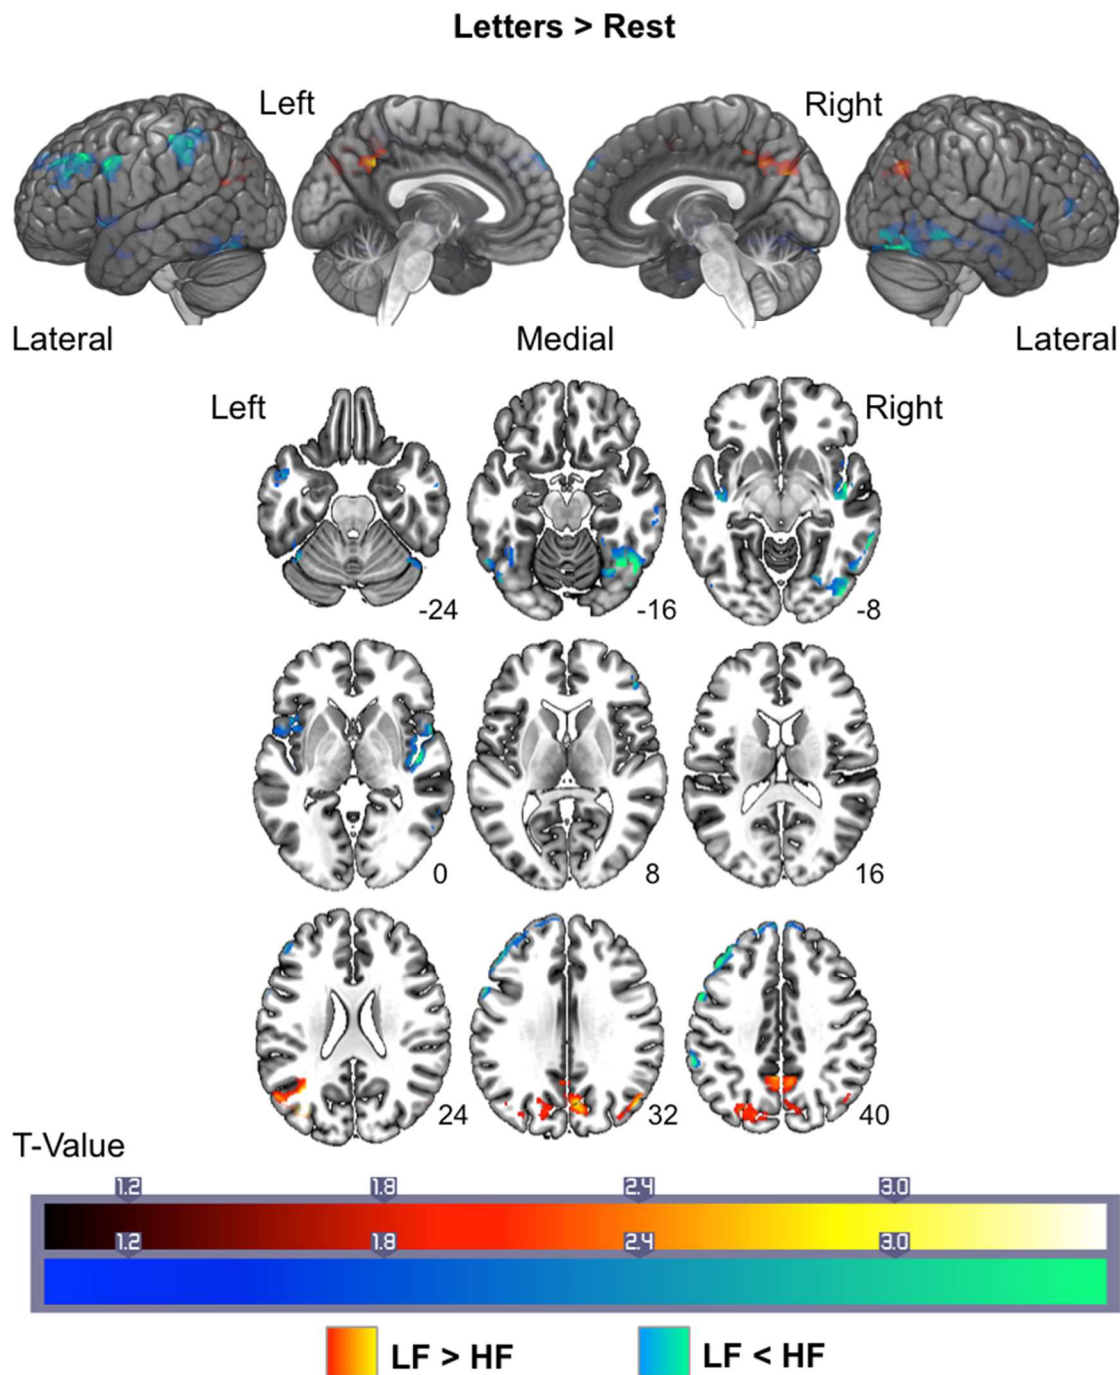 Letters > Rest
Left
Right
Lateral
Medial
Lateral
Left
Right
-24
-16
-8
0
8
16
24
32
40
T-Value
1.2 1.8 2.4 3.0
1.2 1.8 2.4 3.0
LF > HF
LF < HF